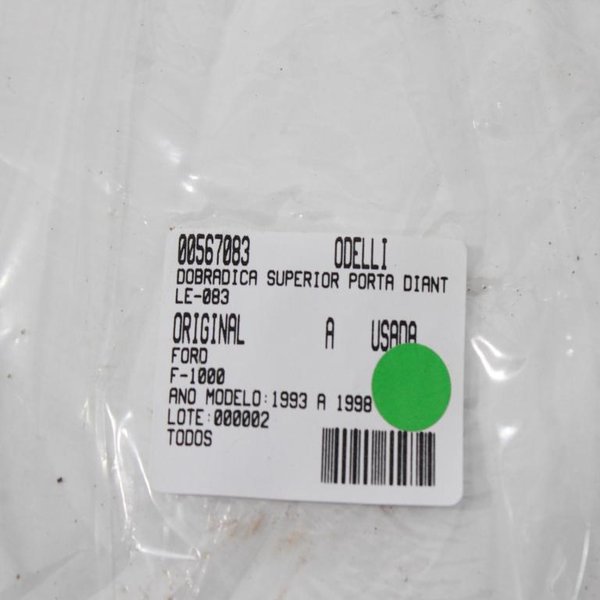 00567083 ODELLI
DOBRADICA SUPERIOR PORTA DIANT
LE-083
ORIGINAL A USADA
FORD
F-1000
ANO MODELO:1993 A 1998
LOTE:000002
TODOS